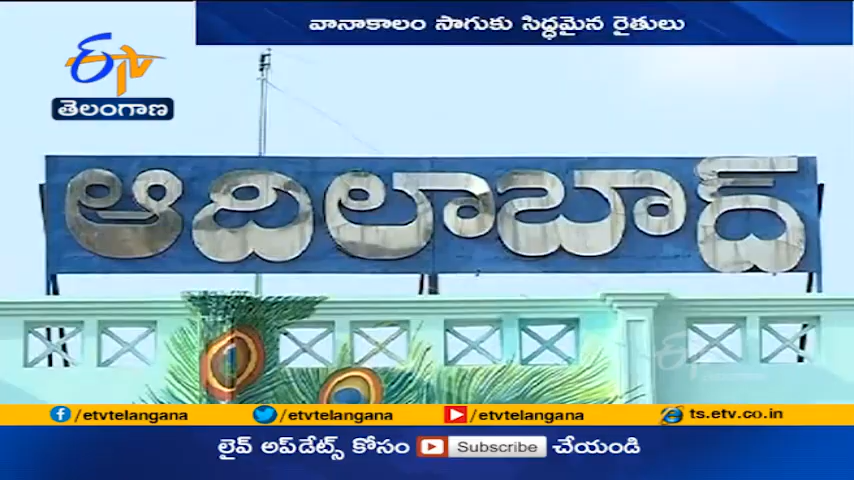 వానాకాలం సాగుకు సిద్ధమైన రైతులు
ETV
తెలంగాణ
ఆదిలాబాద్
/etvtelangana /etvtelangana /etvtelangana ts.etv.co.in
లైవ్ అప్‌డేట్స్ కోసం Subscribe చేయండి